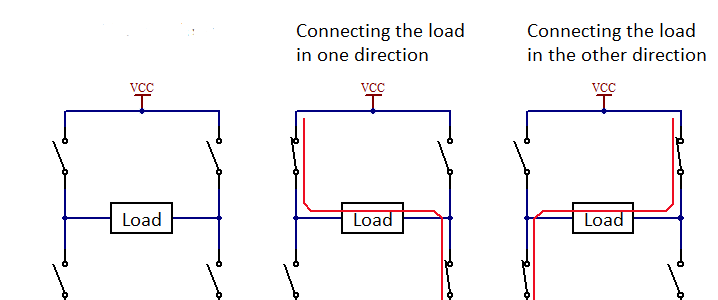 Connecting the load
in one direction
Connecting the load
in the other direction
VCC
VCC
VCC
Load
Load
Load